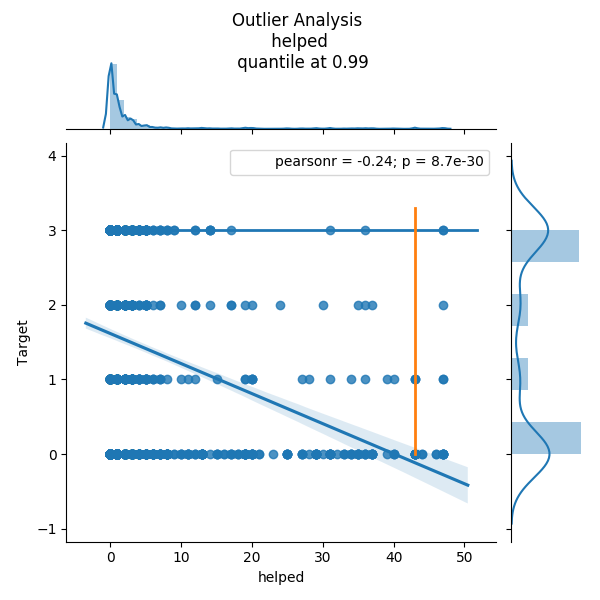 Outlier Analysis
helped
quantile at 0.99
pearsonr = -0.24; p = 8.7e-30
4
3
2
1
0
−1
Target
0 10 20 30 40 50
helped